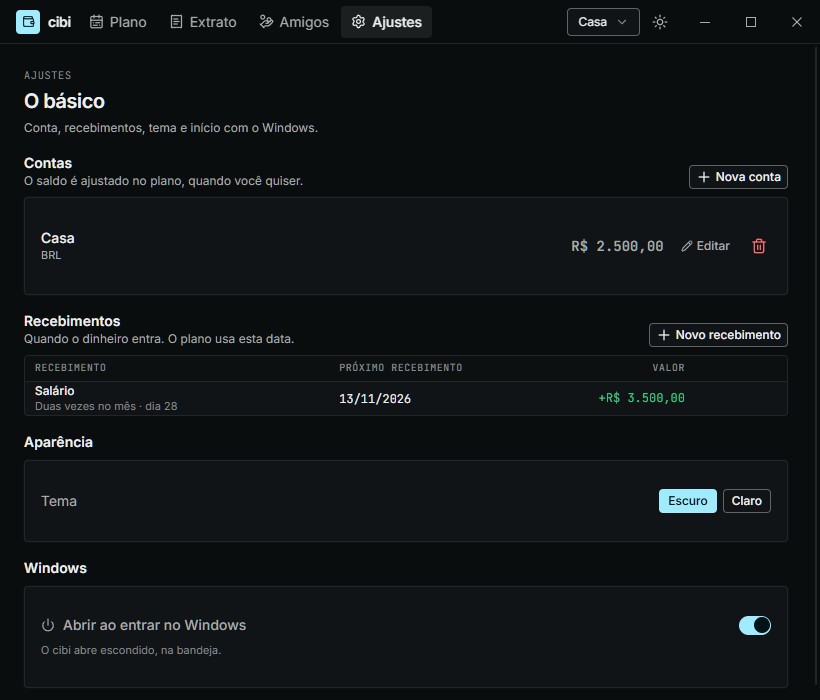 cibi Plano Extrato Amigos Ajustes Casa
AJUSTES
O básico
Conta, recebimentos, tema e início com o Windows.
Contas
O saldo é ajustado no plano, quando você quiser.
Nova conta
Casa
BRL
R$ 2.500,00 Editar
Recebimentos
Quando o dinheiro entra. O plano usa esta data.
Novo recebimento
RECEBIMENTO PRÓXIMO RECEBIMENTO VALOR
Salário
Duas vezes no mês · dia 28
13/11/2026 +R$ 3.500,00
Aparência
Tema Escuro Claro
Windows
Abrir ao entrar no Windows
O cibi abre escondido, na bandeja.